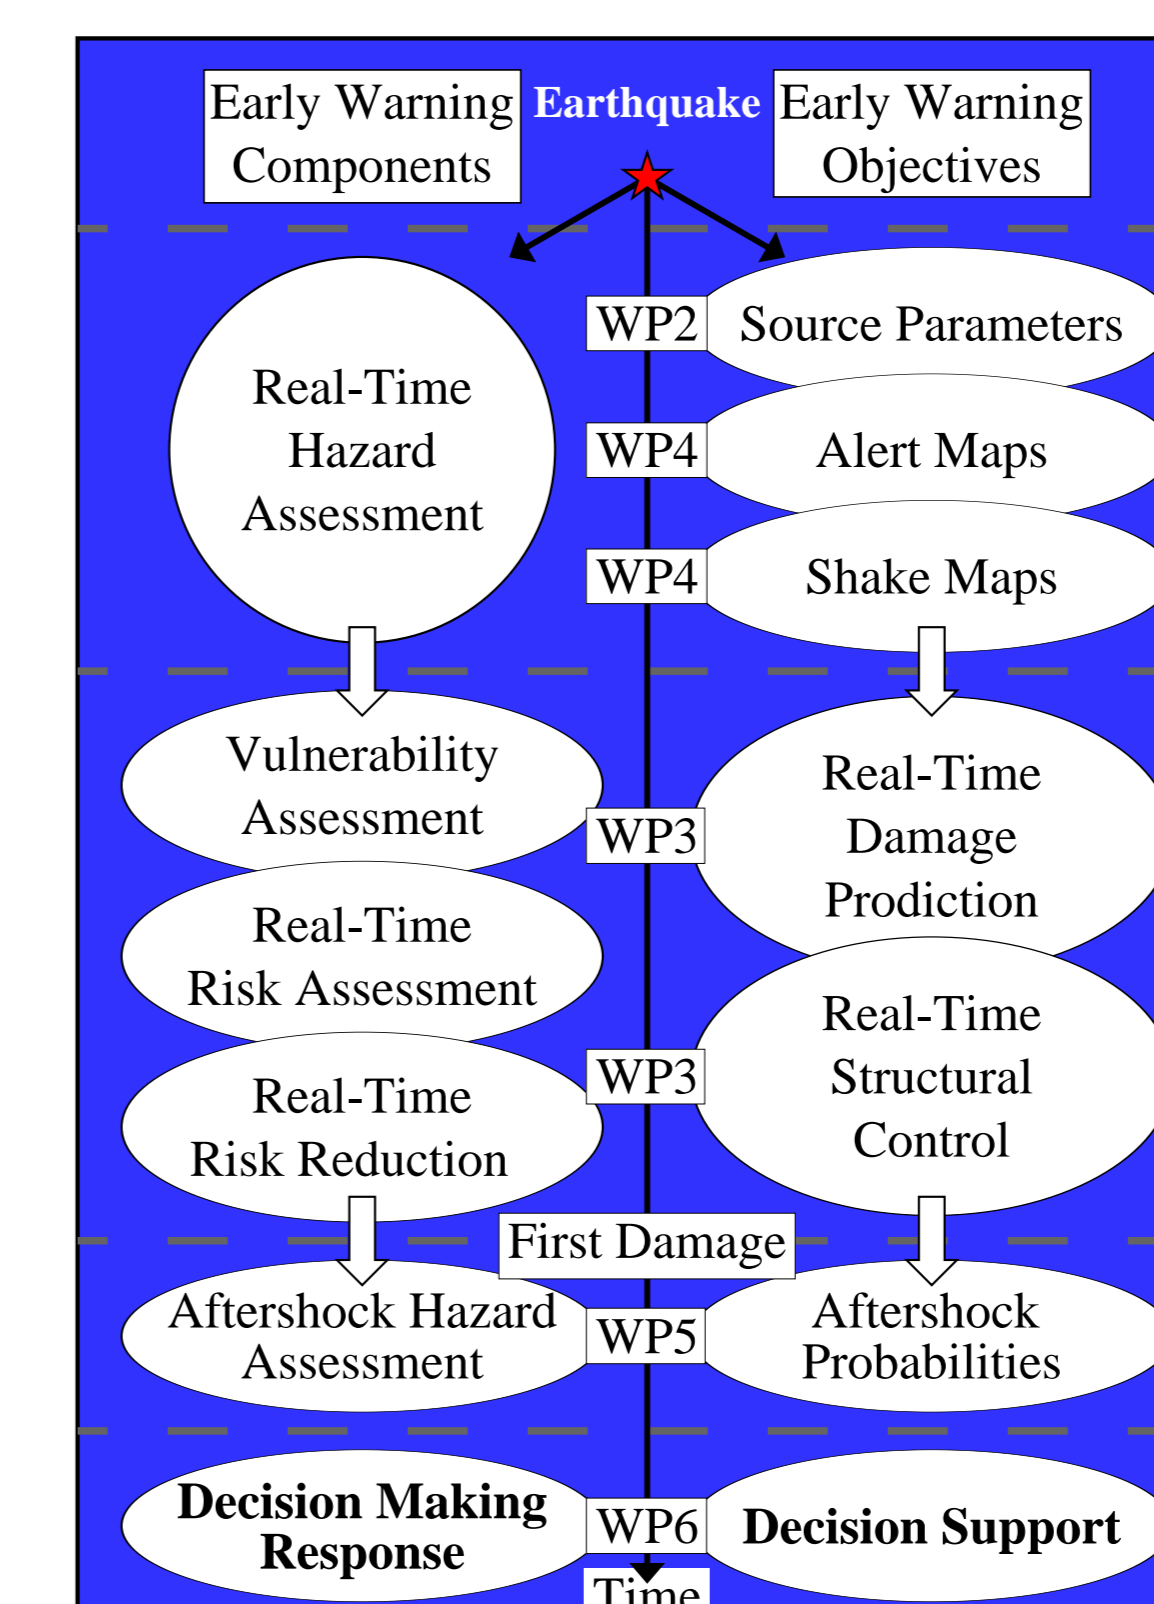 Early Warning
Components
Earthquake
Early Warning
Objectives
Real-Time
Hazard
Assessment
WP2
Source Parameters
WP4
Alert Maps
WP4
Shake Maps
Vulnerability
Assessment
Real-Time
Risk Assessment
Real-Time
Risk Reduction
WP3
Real-Time
Damage
Prodiction
WP3
Real-Time
Structural
Control
First Damage
Aftershock Hazard
Assessment
WP5
Aftershock
Probabilities
Decision Making
Response
WP6
Decision Support
Time